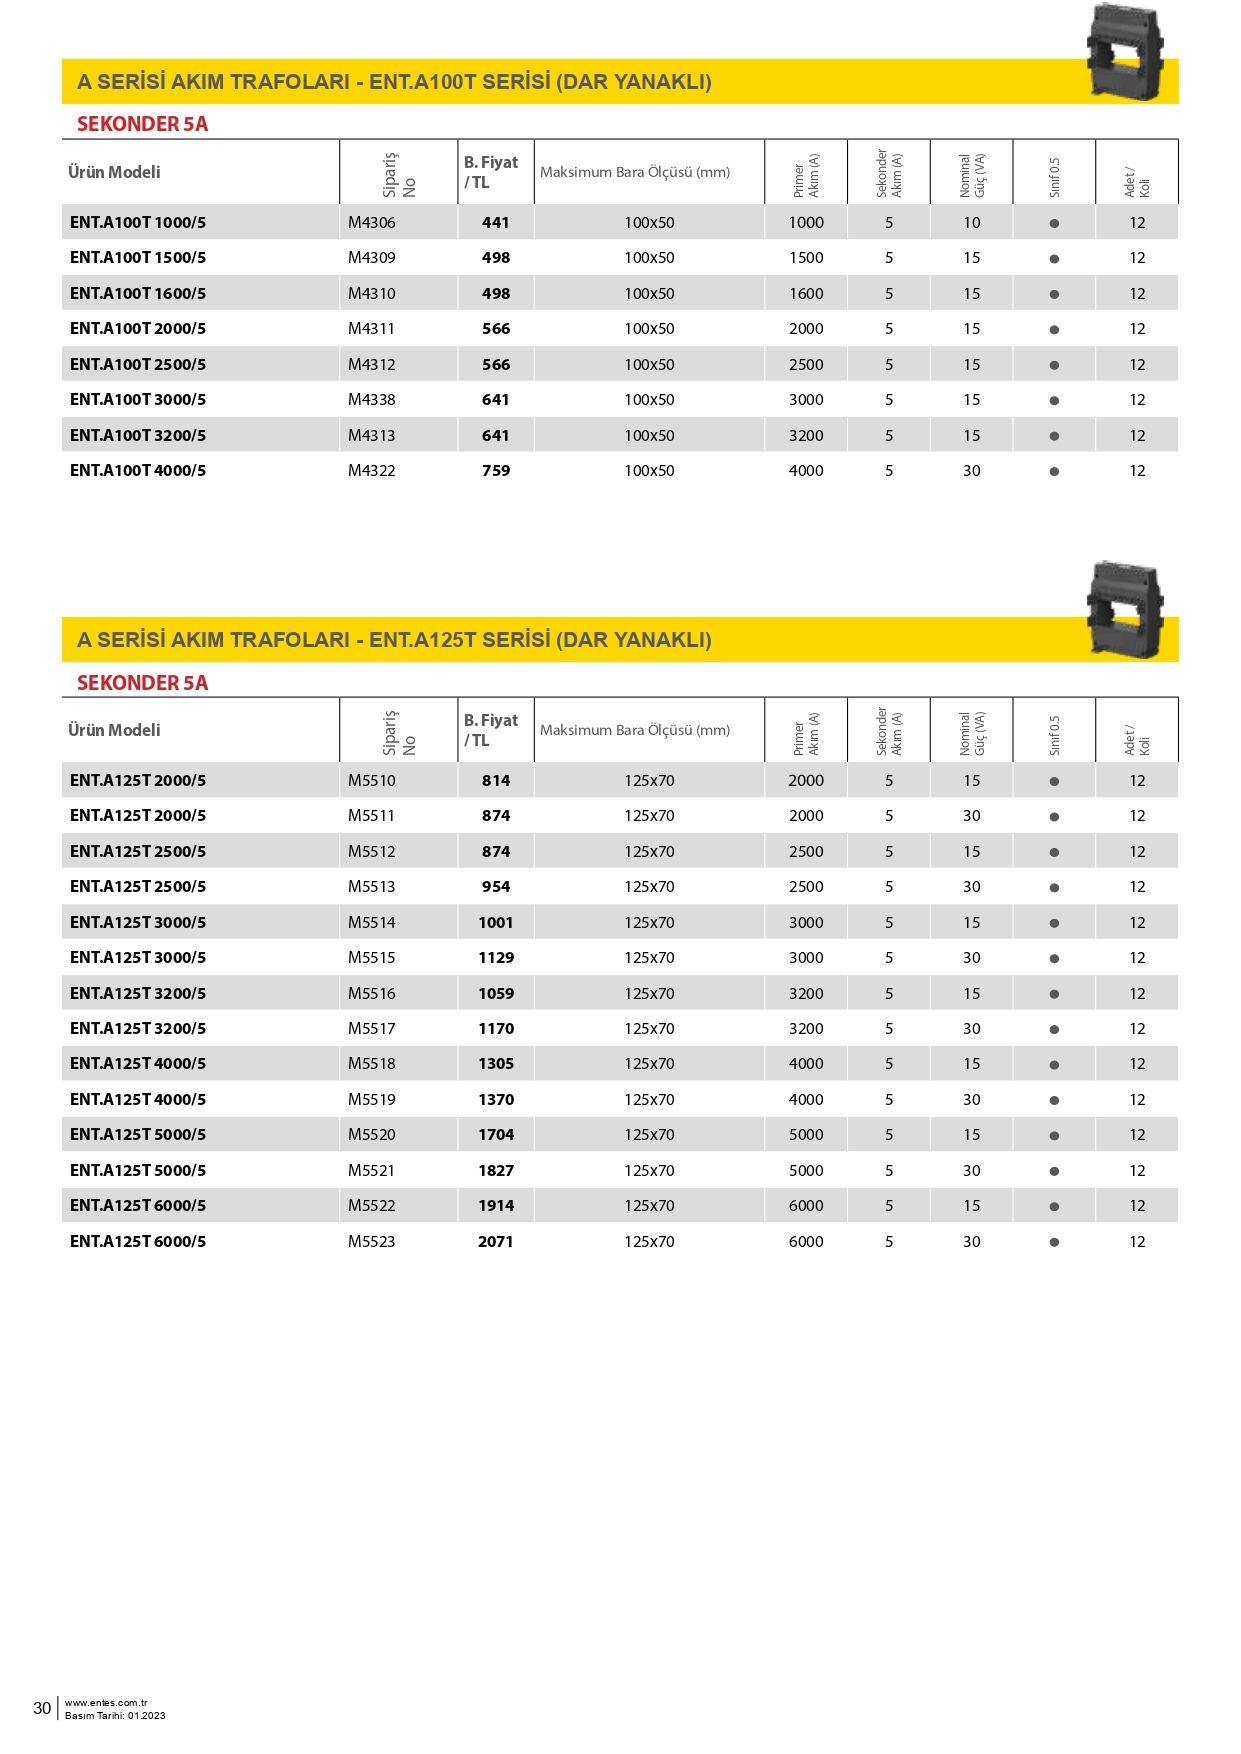 A SERİSİ AKIM TRAFOLARI - ENT.A100T SERİSİ (DAR YANAKLI)
SEKONDER 5A
Ürün Modeli Sipariş No B. Fiyat / TL Maksimum Bara Ölçüsü (mm) Primer Akım (A) Sekonder Akım (A) Nominal Güç (VA) Sınıf 0.5 Adet / Koli
ENT.A100T 1000/5 M4306 441 100x50 1000 5 10 ● 12
ENT.A100T 1500/5 M4309 498 100x50 1500 5 15 ● 12
ENT.A100T 1600/5 M4310 498 100x50 1600 5 15 ● 12
ENT.A100T 2000/5 M4311 566 100x50 2000 5 15 ● 12
ENT.A100T 2500/5 M4312 566 100x50 2500 5 15 ● 12
ENT.A100T 3000/5 M4338 641 100x50 3000 5 15 ● 12
ENT.A100T 3200/5 M4313 641 100x50 3200 5 15 ● 12
ENT.A100T 4000/5 M4322 759 100x50 4000 5 30 ● 12
A SERİSİ AKIM TRAFOLARI - ENT.A125T SERİSİ (DAR YANAKLI)
SEKONDER 5A
Ürün Modeli Sipariş No B. Fiyat / TL Maksimum Bara Ölçüsü (mm) Primer Akım (A) Sekonder Akım (A) Nominal Güç (VA) Sınıf 0.5 Adet / Koli
ENT.A125T 2000/5 M5510 814 125x70 2000 5 15 ● 12
ENT.A125T 2000/5 M5511 874 125x70 2000 5 30 ● 12
ENT.A125T 2500/5 M5512 874 125x70 2500 5 15 ● 12
ENT.A125T 2500/5 M5513 954 125x70 2500 5 30 ● 12
ENT.A125T 3000/5 M5514 1001 125x70 3000 5 15 ● 12
ENT.A125T 3000/5 M5515 1129 125x70 3000 5 30 ● 12
ENT.A125T 3200/5 M5516 1059 125x70 3200 5 15 ● 12
ENT.A125T 3200/5 M5517 1170 125x70 3200 5 30 ● 12
ENT.A125T 4000/5 M5518 1305 125x70 4000 5 15 ● 12
ENT.A125T 4000/5 M5519 1370 125x70 4000 5 30 ● 12
ENT.A125T 5000/5 M5520 1704 125x70 5000 5 15 ● 12
ENT.A125T 5000/5 M5521 1827 125x70 5000 5 30 ● 12
ENT.A125T 6000/5 M5522 1914 125x70 6000 5 15 ● 12
ENT.A125T 6000/5 M5523 2071 125x70 6000 5 30 ● 12
30
www.entes.com.tr
Basım Tarihi: 01.2023